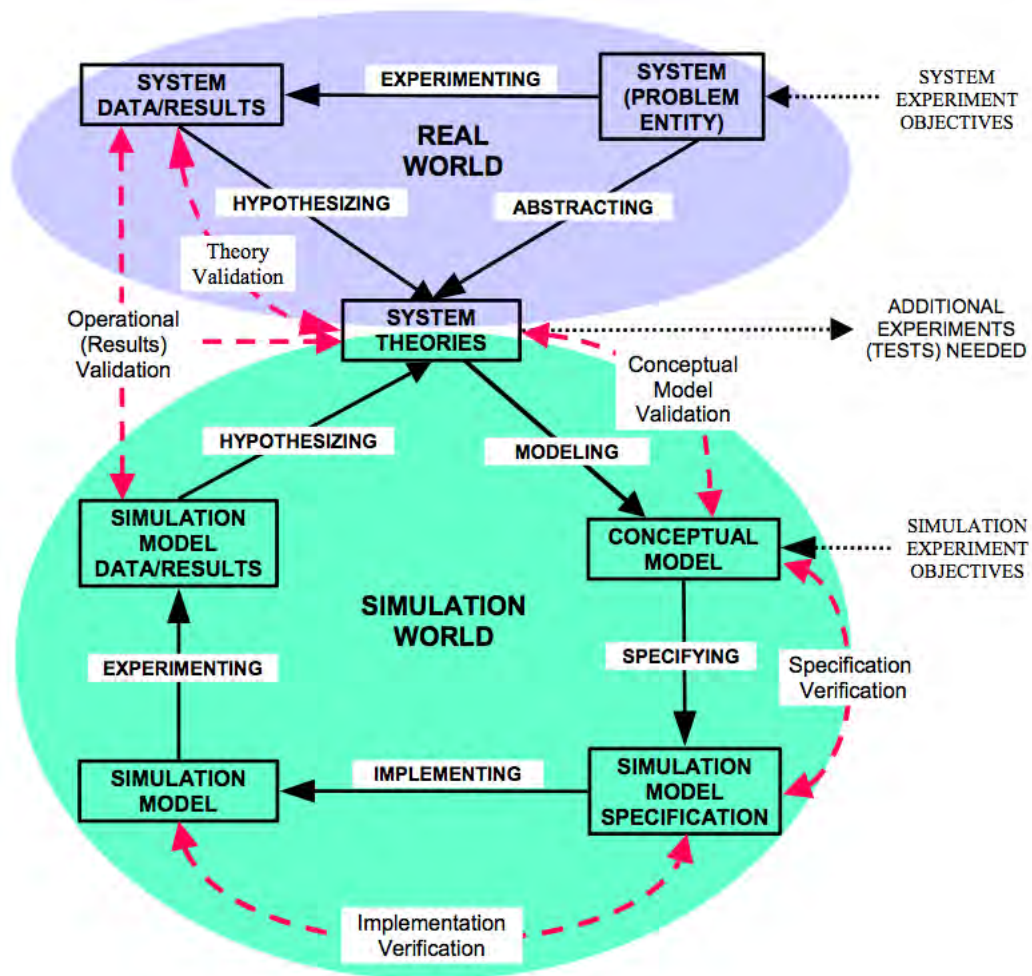 SYSTEM
DATA/RESULTS
EXPERIMENTING
SYSTEM
(PROBLEM
ENTITY)
SYSTEM
EXPERIMENT
OBJECTIVES
REAL
WORLD
HYPOTHESIZING
ABSTRACTING
Theory
Validation
SYSTEM
THEORIES
ADDITIONAL
EXPERIMENTS
(TESTS) NEEDED
Operational
(Results)
Validation
Conceptual
Model
Validation
HYPOTHESIZING
MODELING
SIMULATION
MODEL
DATA/RESULTS
CONCEPTUAL
MODEL
SIMULATION
EXPERIMENT
OBJECTIVES
SIMULATION
WORLD
EXPERIMENTING
SPECIFYING
Specification
Verification
SIMULATION
MODEL
IMPLEMENTING
SIMULATION
MODEL
SPECIFICATION
Implementation
Verification